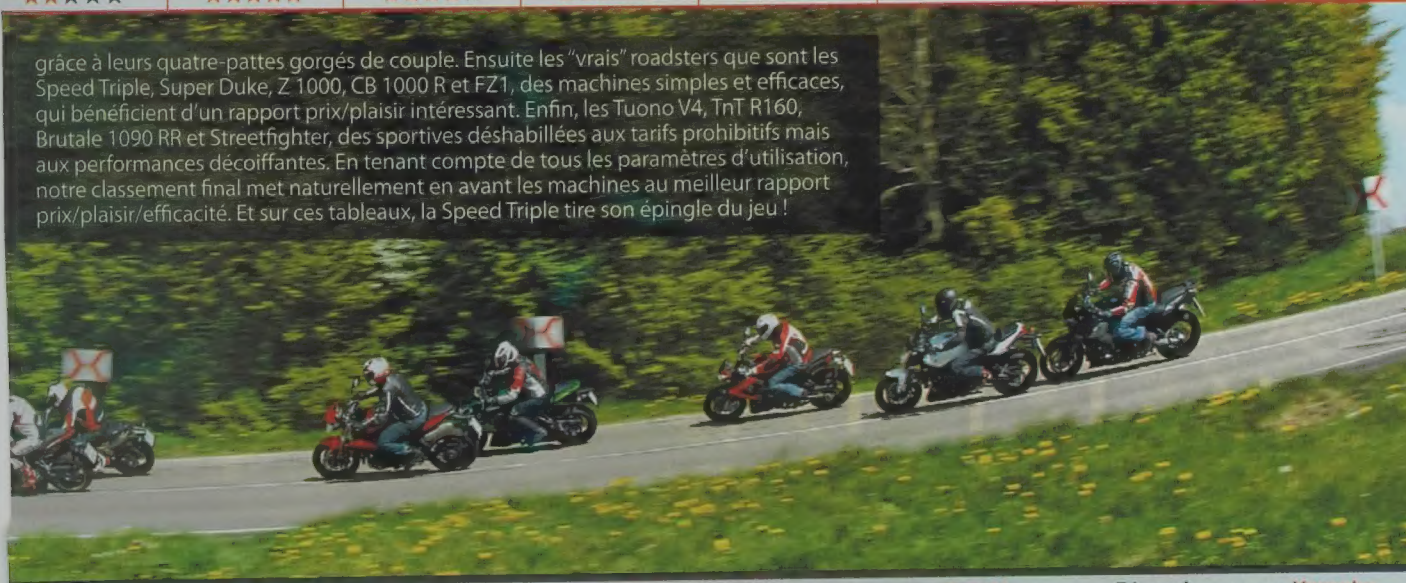 grâce à leurs quatre-pattes gorgés de couple. Ensuite les "vrais" roadsters que sont les
Speed Triple, Super Duke, Z 1000, CB 1000 R et FZ1, des machines simples et efficaces,
qui bénéficient d'un rapport prix/plaisir intéressant. Enfin, les Tuono V4, TnT R160,
Brutale 1090 RR et Streetfighter, des sportives déshabillées aux tarifs prohibitifs mais
aux performances décoiffantes. En tenant compte de tous les paramètres d'utilisation,
notre classement final met naturellement en avant les machines au meilleur rapport
prix/plaisir/efficacité. Et sur ces tableaux, la Speed Triple tire son épingle du jeu !